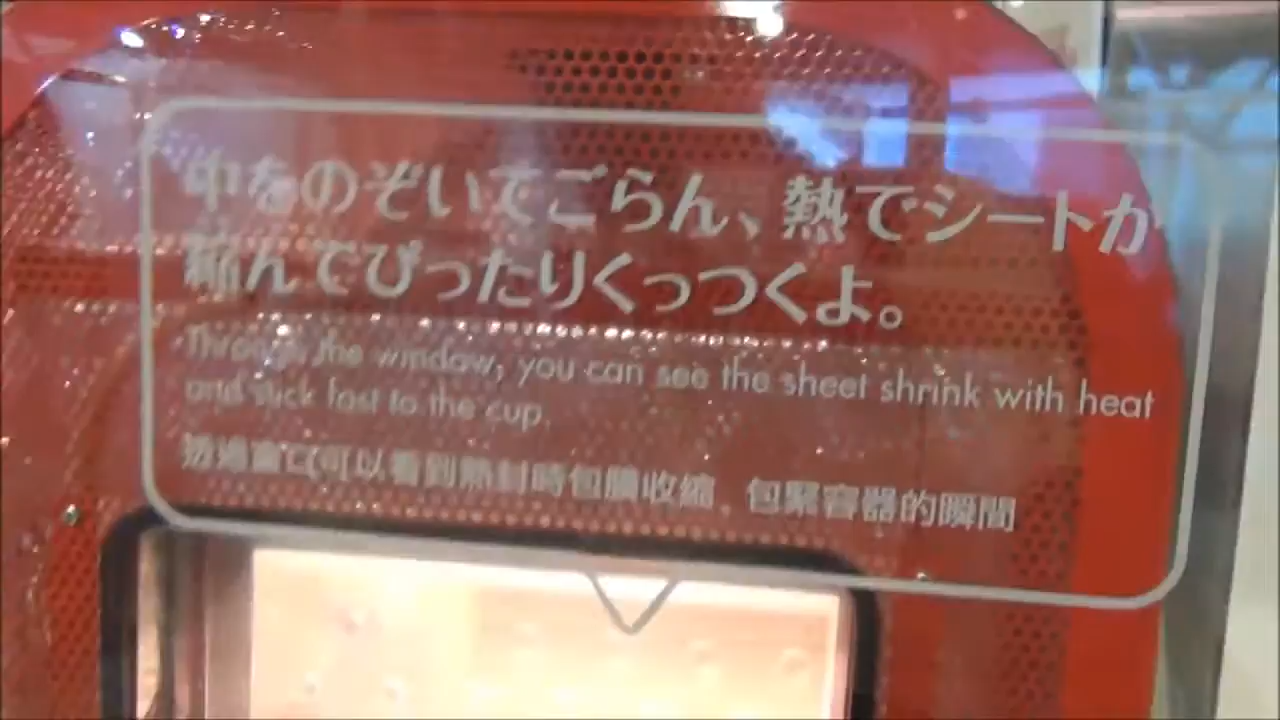 中をのぞいてごらん、熱でシートが
縮んでぴったりくっつくよ。
Through the window, you can see the sheet shrink with heat
and stick fast to the cup.
透過窗口可以看到熱封時包膜收縮，包緊容器的瞬間